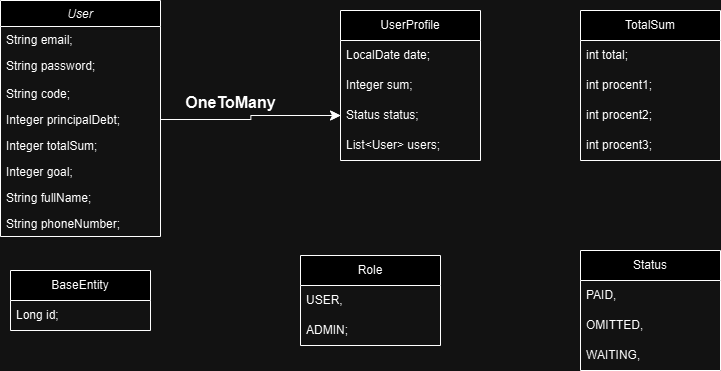 User
String email;
String password;
String code;
Integer principalDebt;
Integer totalSum;
Integer goal;
String fullName;
String phoneNumber;
OneToMany
UserProfile
LocalDate date;
Integer sum;
Status status;
List<User> users;
TotalSum
int total;
int procent1;
int procent2;
int procent3;
BaseEntity
Long id;
Role
USER,
ADMIN;
Status
PAID,
OMITTED,
WAITING,